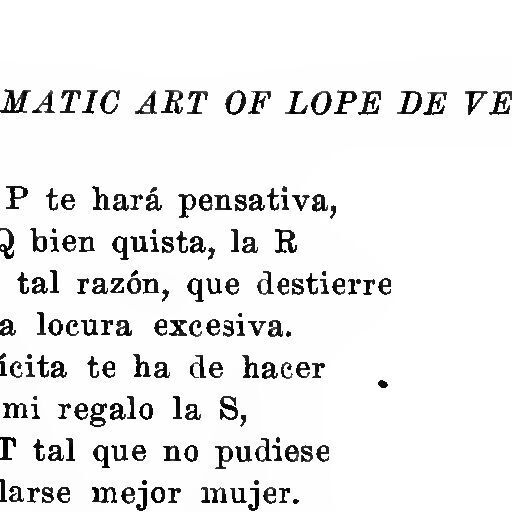 MATIC ART OF LOPE DE VE
P te hará pensativa,
Q bien quista, la R
tal razón, que destierre
a locura excesiva.
ícita te ha de hacer
mi regalo la S,
T tal que no pudiese
larse mejor mujer.